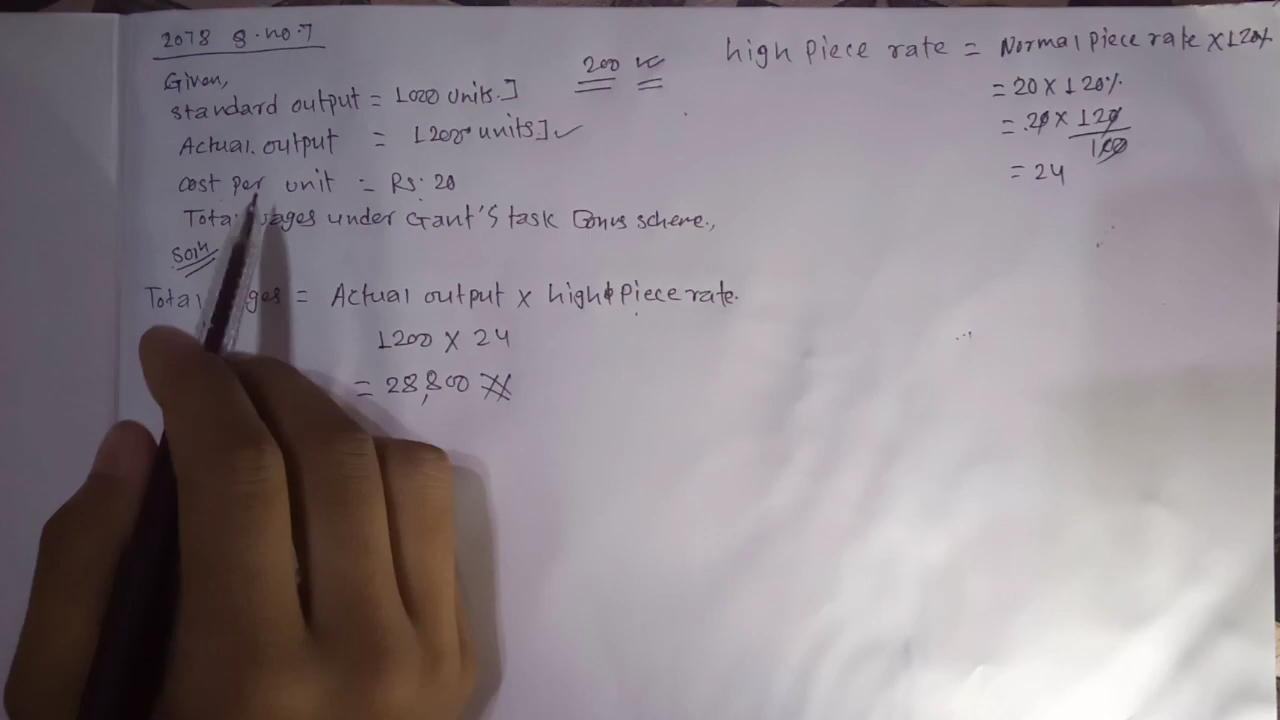 2078 g.no.7
Given,
standard output = 1000 units.]
Actual. output = 1200 units] ✓
200
cost per unit = Rs. 20
Total wages under Gant's task Bonus scheme.,
soln
Total wages = Actual output x high piece rate.
1200 x 24
= 28,800
high piece rate = Normal piece rate x 120%
= 20 x 120%
= 20 x 120
100
= 24